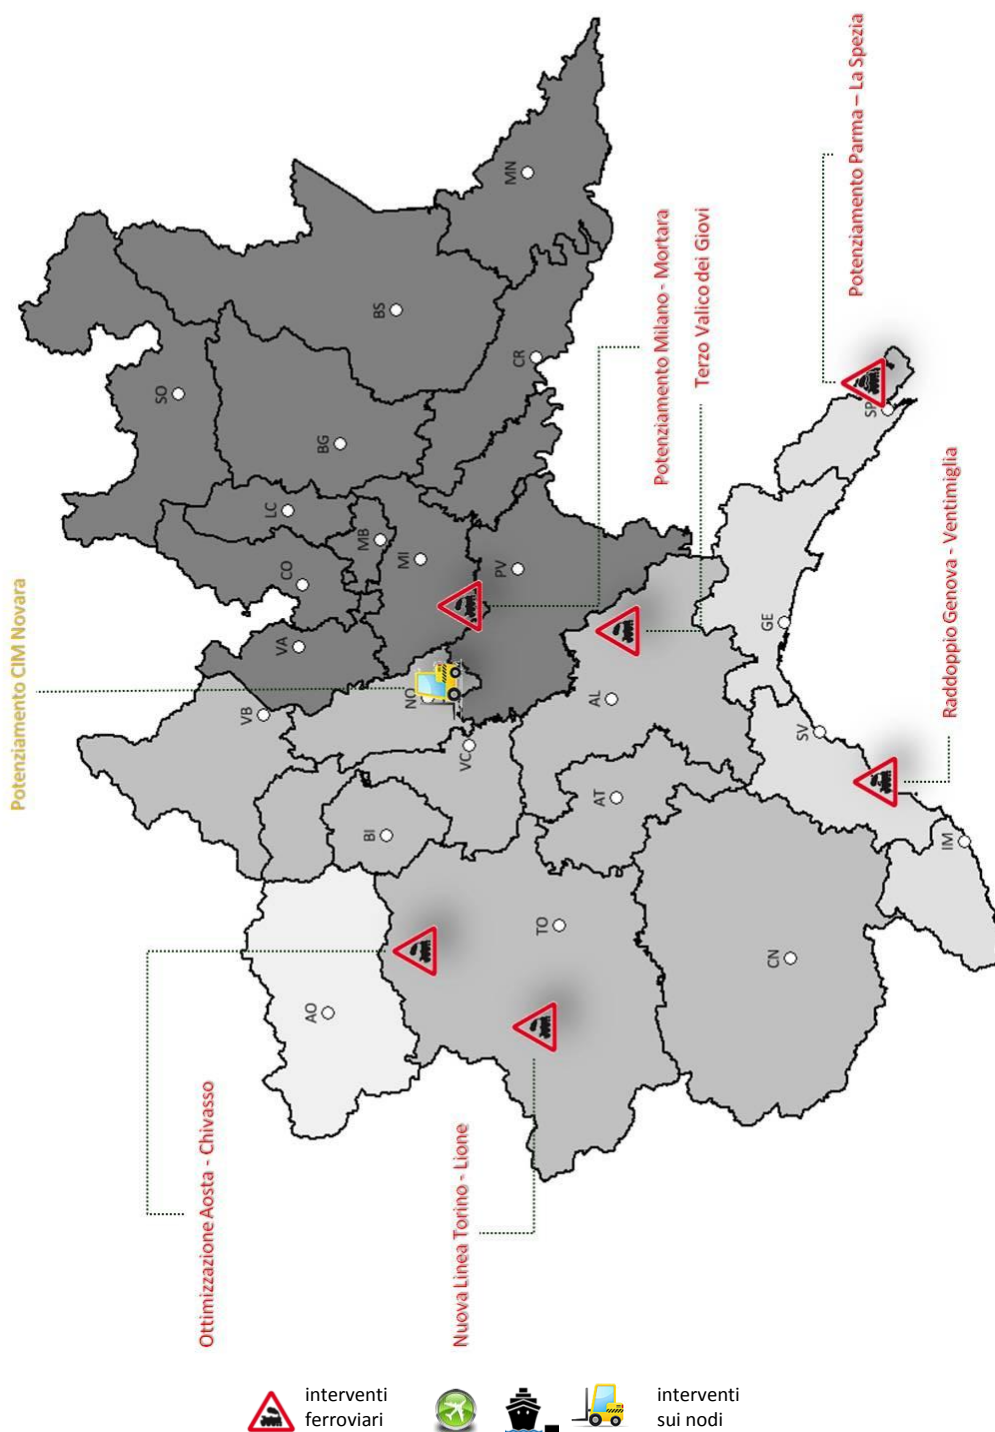 Potenziamento CIM Novara
Ottimizzazione Aosta - Chivasso
Nuova Linea Torino - Lione
Potenziamento Milano - Mortara
Terzo Valico dei Giovi
Potenziamento Parma – La Spezia
Raddoppio Genova - Ventimiglia
SO
BS
MN
BG
CR
LC
MB
CO
MI
PV
VA
VB
NO
VC
BI
AO
TO
AT
AL
CN
GE
SV
IM
SP
interventi
ferroviari
interventi
sui nodi